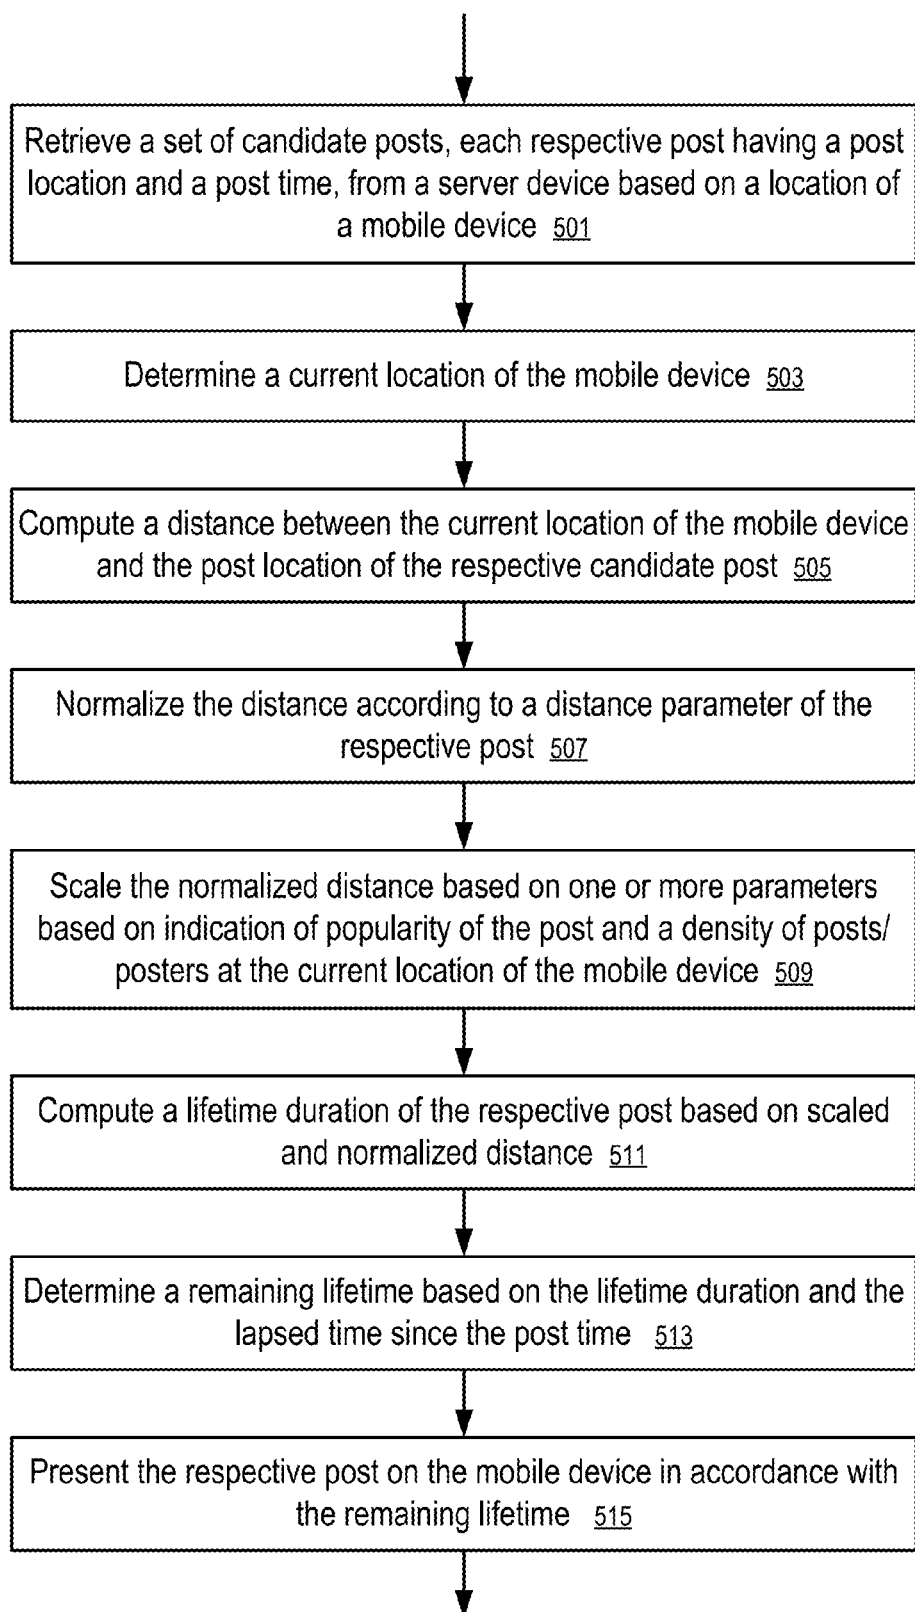 Retrieve a set of candidate posts, each respective post having a post
location and a post time, from a server device based on a location of
a mobile device 501
Determine a current location of the mobile device 503
Compute a distance between the current location of the mobile device
and the post location of the respective candidate post 505
Normalize the distance according to a distance parameter of the
respective post 507
Scale the normalized distance based on one or more parameters
based on indication of popularity of the post and a density of posts/
posters at the current location of the mobile device 509
Compute a lifetime duration of the respective post based on scaled
and normalized distance 511
Determine a remaining lifetime based on the lifetime duration and the
lapsed time since the post time 513
Present the respective post on the mobile device in accordance with
the remaining lifetime 515